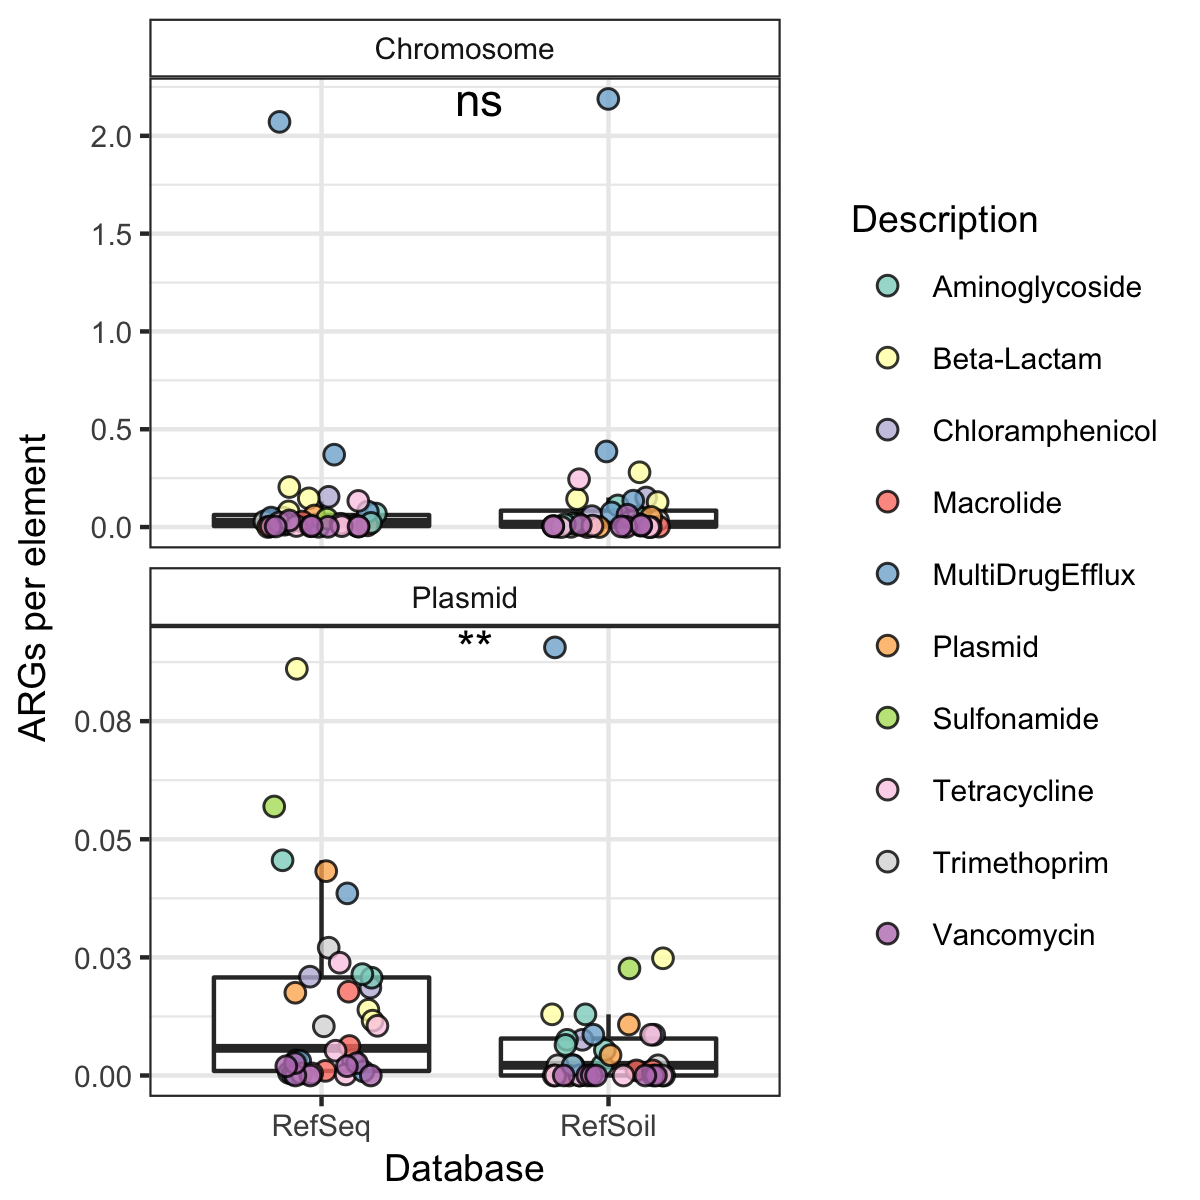 Chromosome
ns
2.0
1.5
1.0
0.5
0.0
Plasmid
**
0.08
0.05
0.03
0.00
RefSeq
RefSoil
Database
ARGs per element
Description
Aminoglycoside
Beta-Lactam
Chloramphenicol
Macrolide
MultiDrugEfflux
Plasmid
Sulfonamide
Tetracycline
Trimethoprim
Vancomycin